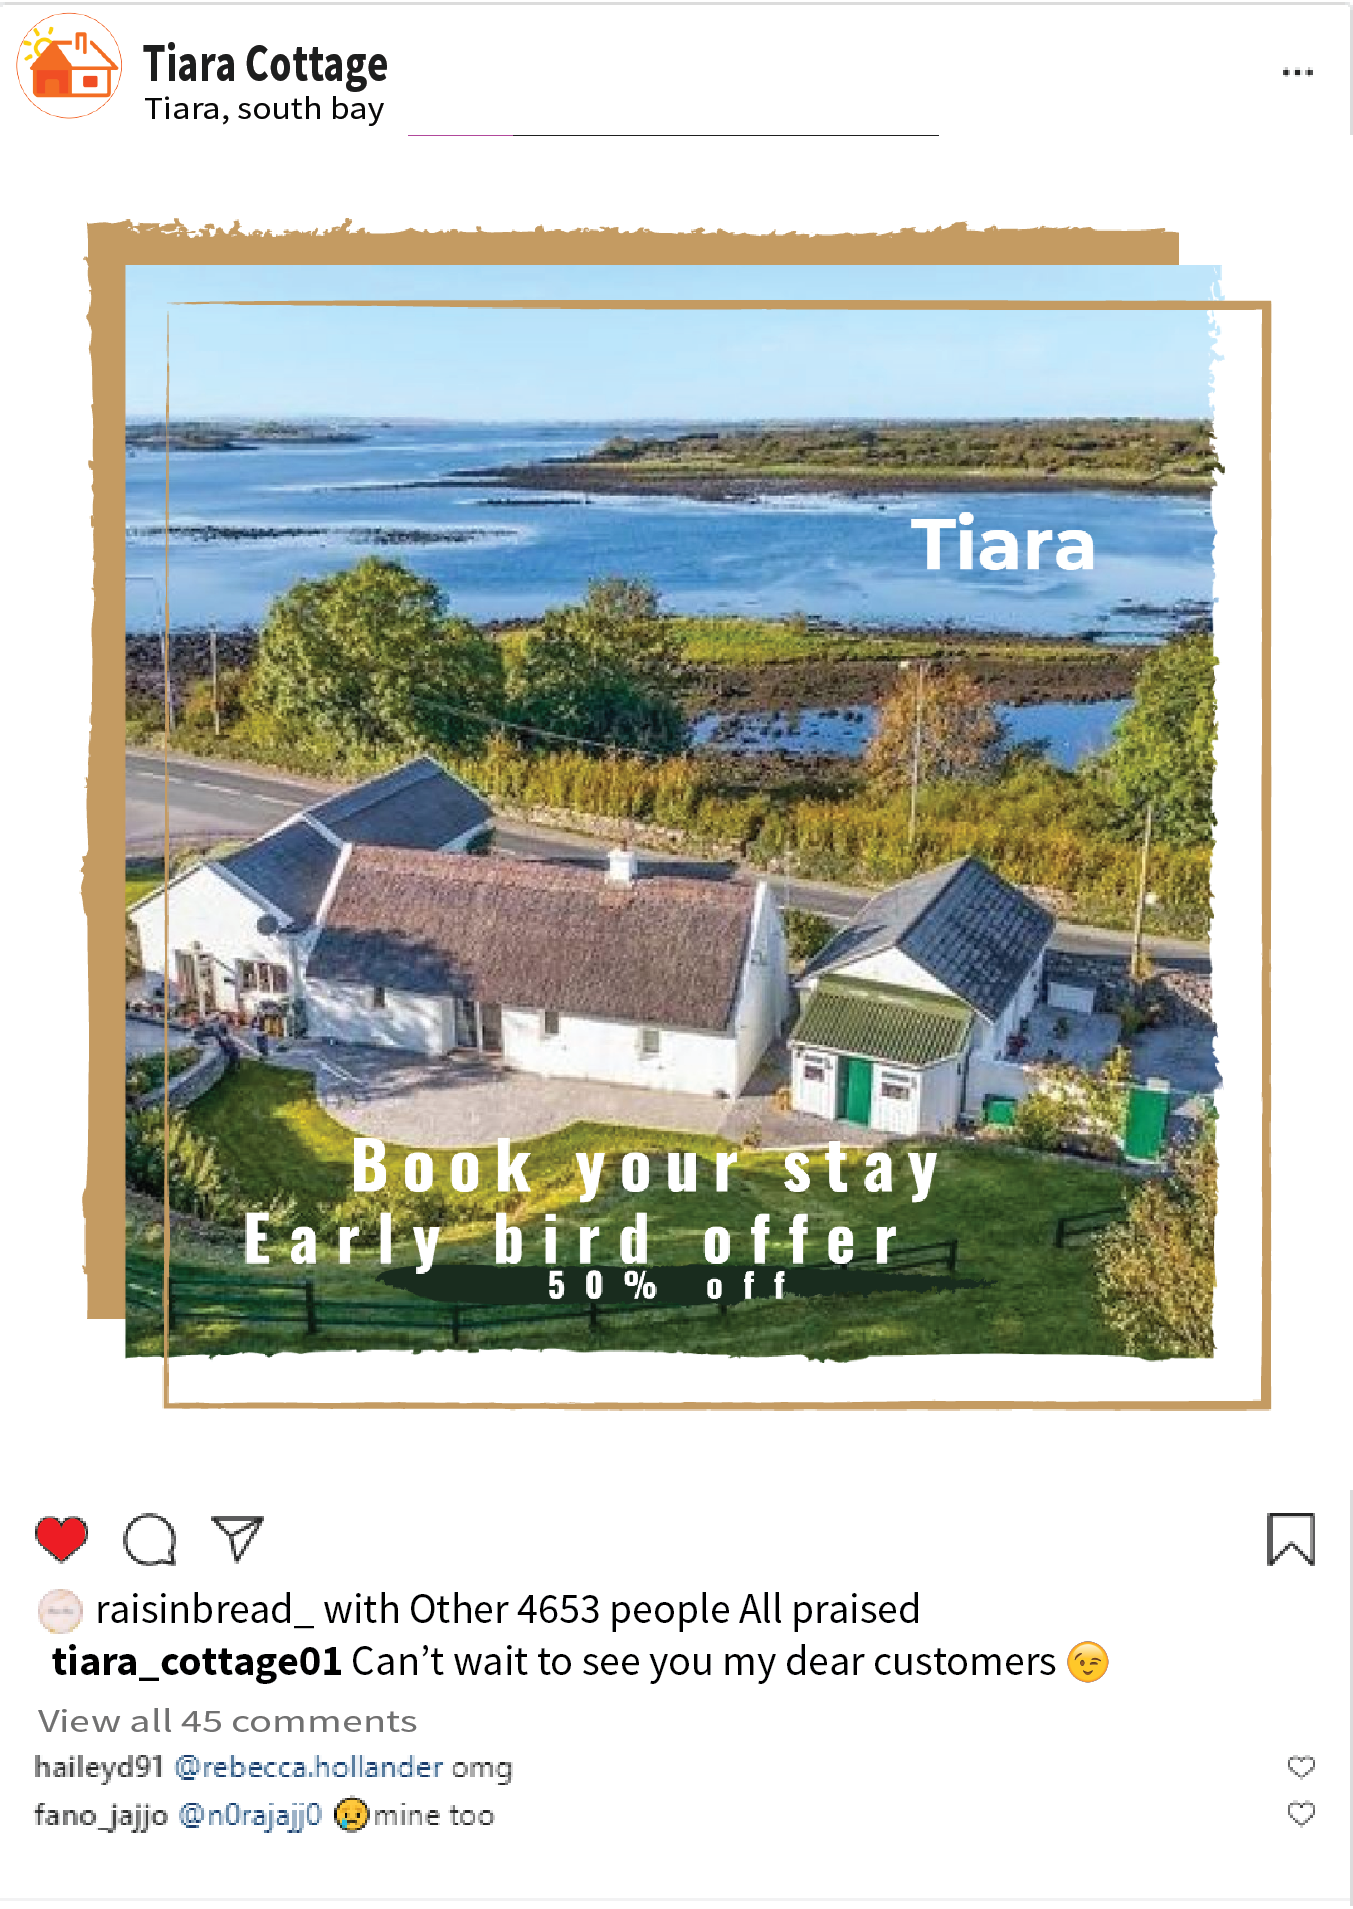 Tiara Cottage
Tiara, south bay
Tiara
Book your stay
Early bird offer
50% off
raisinbread_ with Other 4653 people All praised
tiara_cottage01 Can’t wait to see you my dear customers 😉
View all 45 comments
haileyd91 @rebecca.hollander omg
fano_jajjo @n0rajajj0 😢mine too